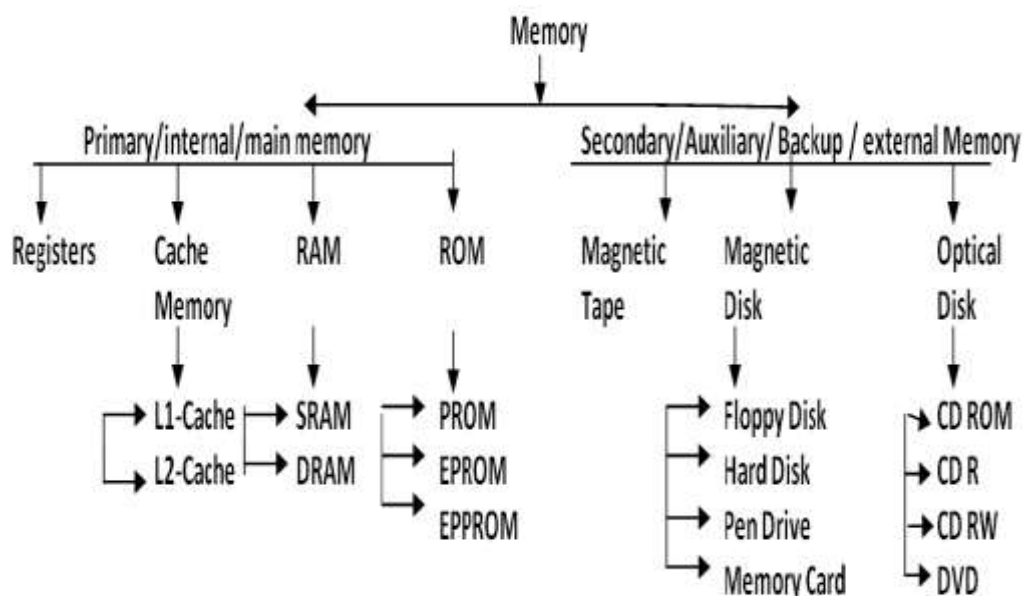 Memory
Primary/internal/main memory
Secondary/Auxiliary/ Backup / external Memory
Registers
Cache
Memory
RAM
ROM
Magnetic
Tape
Magnetic
Disk
Optical
Disk
L1-Cache
L2-Cache
SRAM
DRAM
PROM
EPROM
EPPROM
Floppy Disk
Hard Disk
Pen Drive
Memory Card
CD ROM
CD R
CD RW
DVD